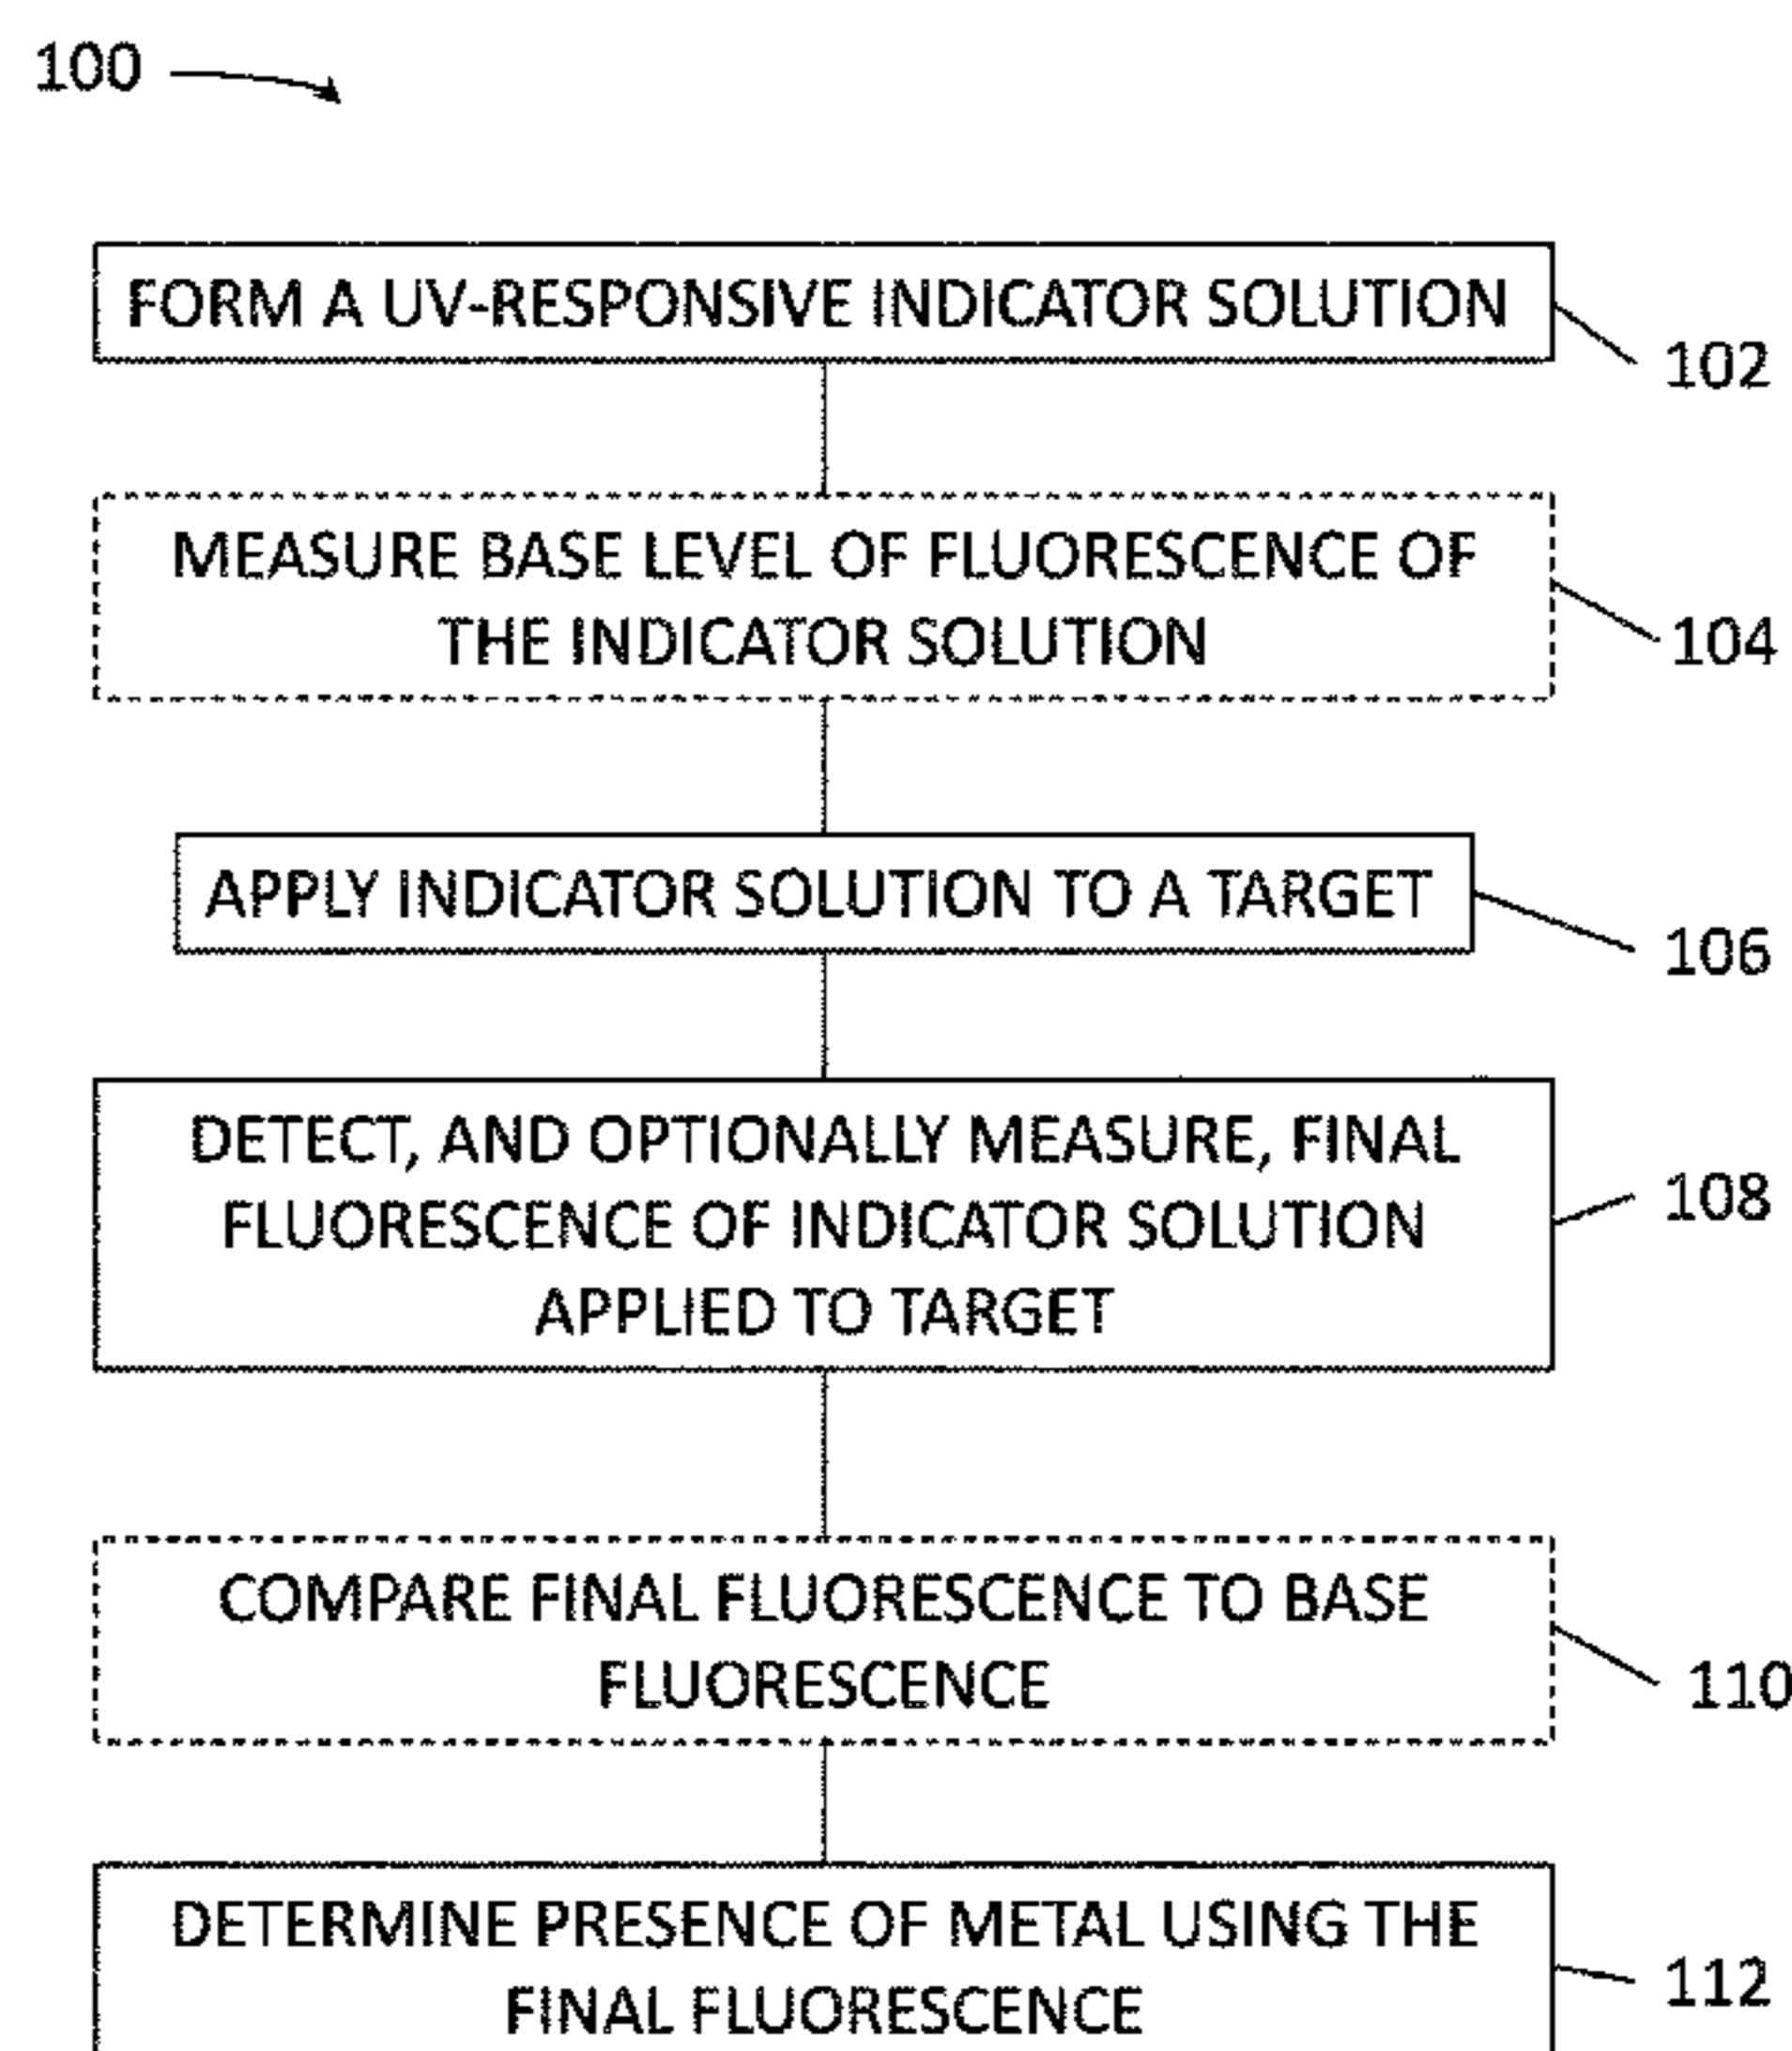 100
FORM A UV-RESPONSIVE INDICATOR SOLUTION
102
MEASURE BASE LEVEL OF FLUORESCENCE OF
THE INDICATOR SOLUTION
104
APPLY INDICATOR SOLUTION TO A TARGET
106
DETECT, AND OPTIONALLY MEASURE, FINAL
FLUORESCENCE OF INDICATOR SOLUTION
APPLIED TO TARGET
108
COMPARE FINAL FLUORESCENCE TO BASE
FLUORESCENCE
110
DETERMINE PRESENCE OF METAL USING THE
FINAL FLUORESCENCE
112